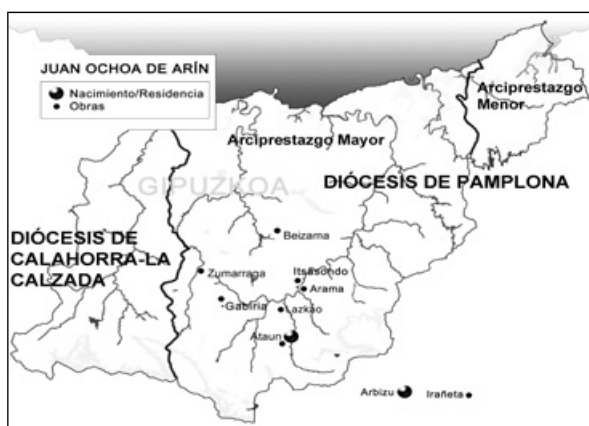 JUAN OCHOA DE ARÍN
Nacimiento/Residencia
Obras
Arciprestazgo
Menor
Arciprestazgo Mayor
GIPUZKOA
DIÓCESIS DE PAMPLONA
DIÓCESIS DE
CALAHORRA-LA
CALZADA
Beizama
Zumarraga
Itsasondo
Arama
Gabiria
Lazkao
Ataun
Arbizu
Irañeta